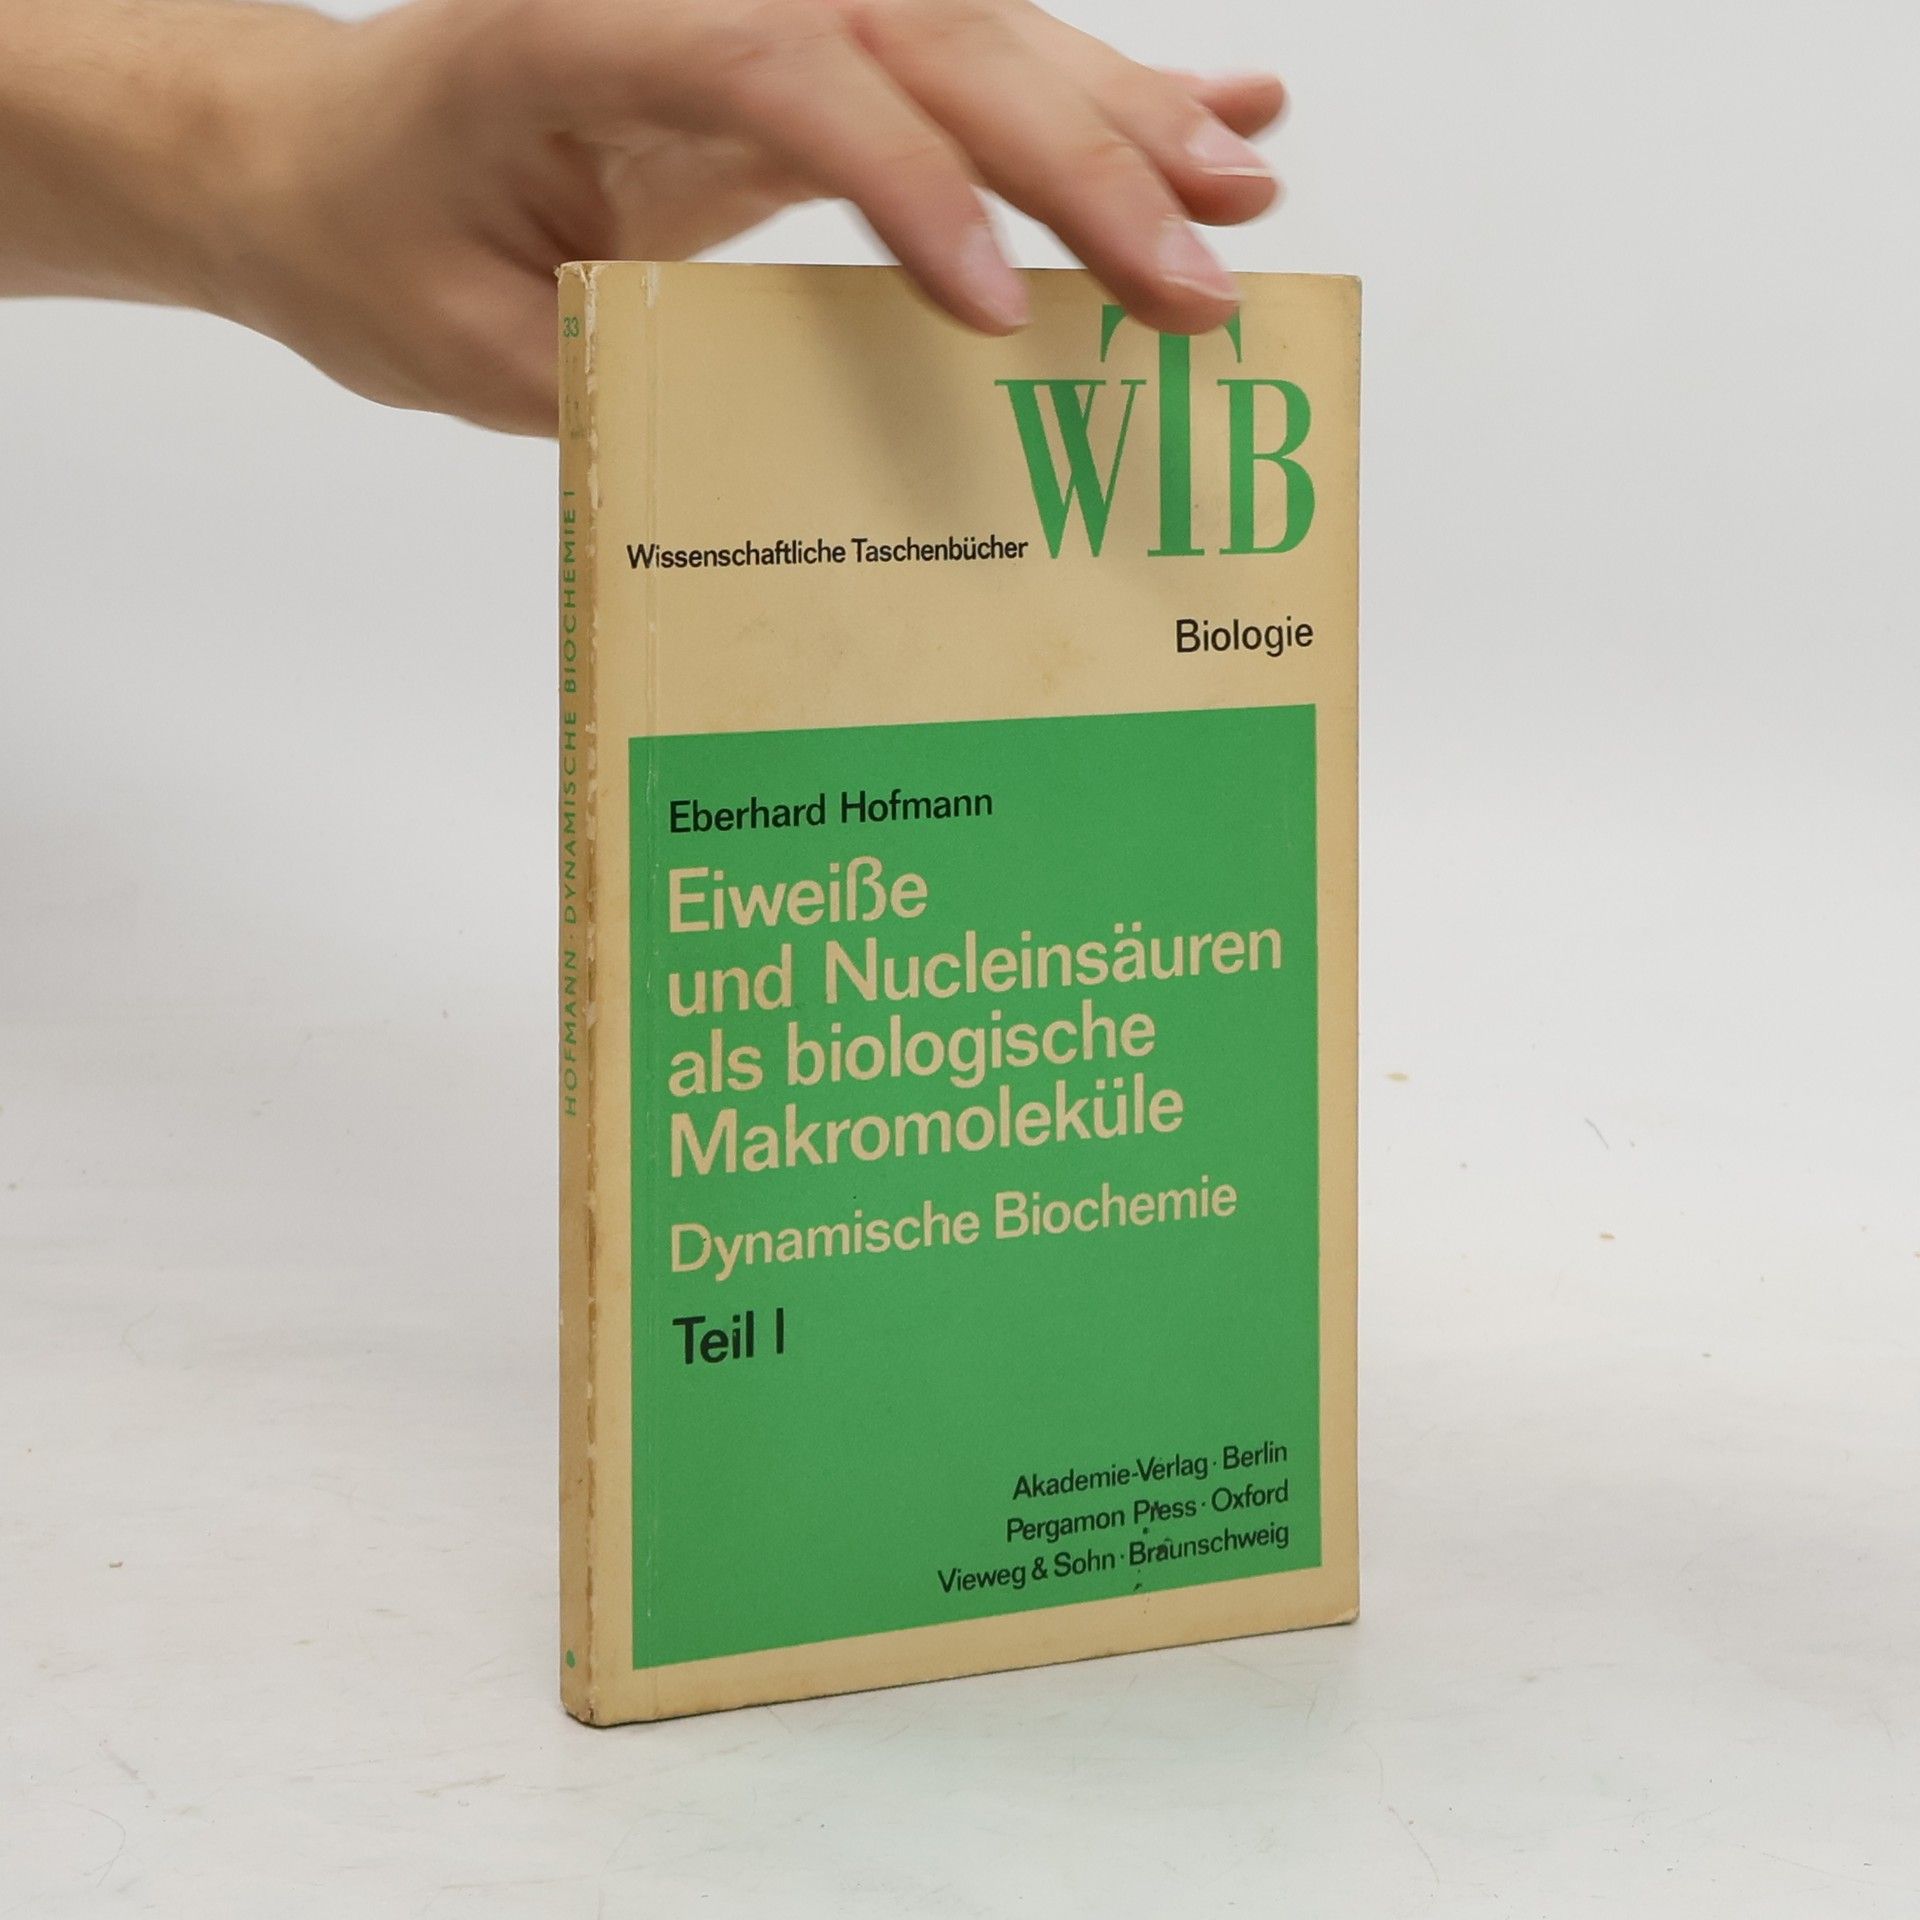 WTB
Wissenschaftliche Taschenbücher
Biologie
Eberhard Hofmann
Eiweiße
und Nucleinsäuren
als biologische
Makromoleküle
Dynamische Biochemie
Teil I
Akademie-Verlag · Berlin
Pergamon Press · Oxford
Vieweg & Sohn · Braunschweig
33
HOFMANN · DYNAMISCHE BIOCHEMIE I